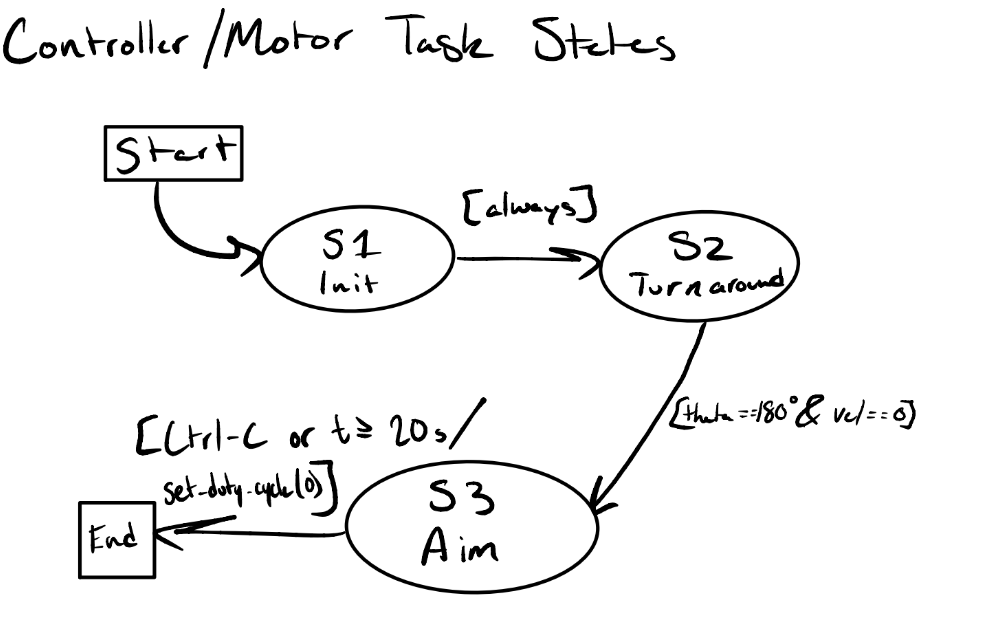 Controller/Motor Task States
Start
[always]
S1
Init
S2
Turnaround
[theta==180° & vel==0]
[Ctrl-C or t≥20s/
set_duty_cycle(0)]
S3
Aim
End